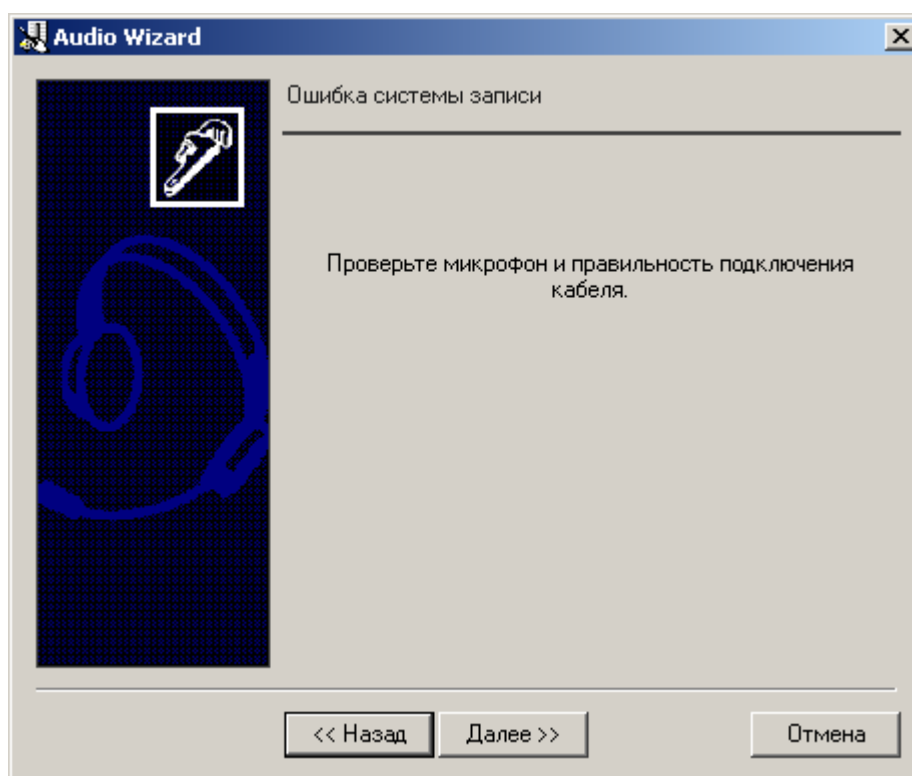 Audio Wizard
Ошибка системы записи
Проверьте микрофон и правильность подключения
кабеля.
<< Назад
Далее >>
Отмена